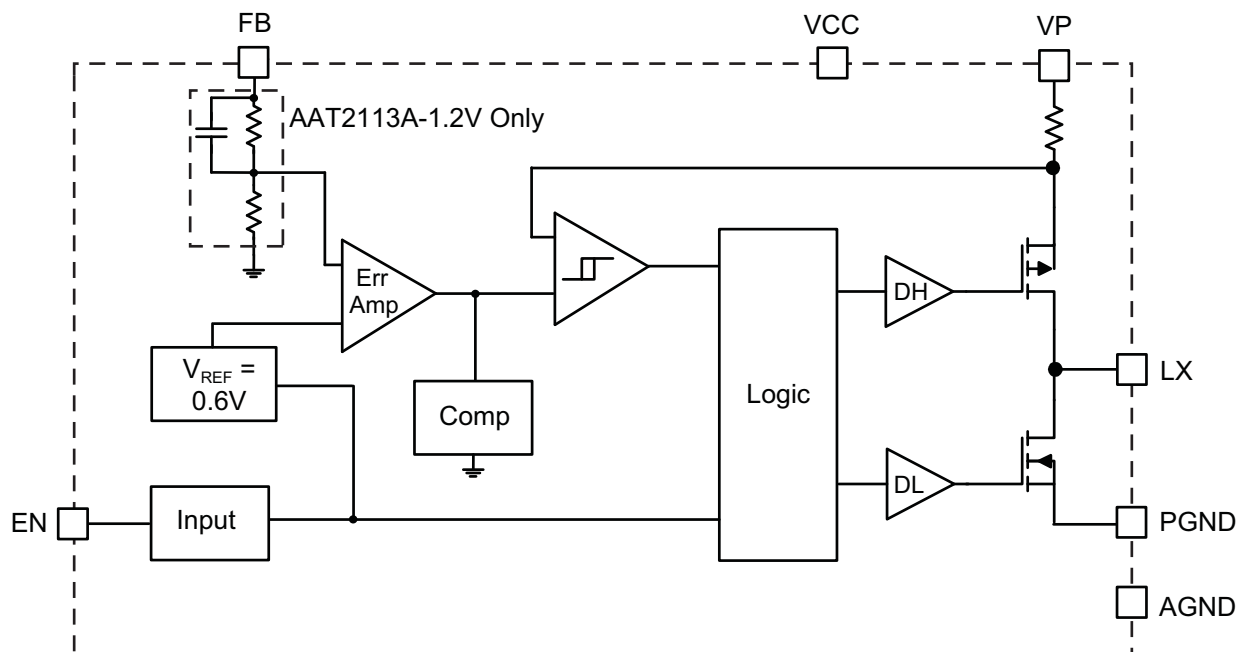 FB
VCC
VP
AAT2113A-1.2V Only
Err
Amp
DH
V_REF =
0.6V
LX
Logic
Comp
DL
EN
Input
PGND
AGND